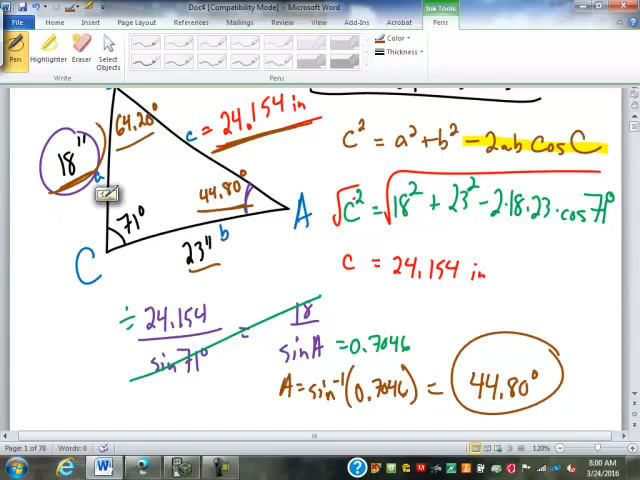 Doc4 [Compatibility Mode] - Microsoft Word
Ink Tools
File Home Insert Page Layout References Mailings Review View Add-Ins Acrobat Pens
Pen Highlighter Eraser Select Objects
Color
Thickness
Write Pens
64.20°
c = 24.154 in
18"
a
44.80°
71°
A
23"
b
C
C² = a² + b² - 2ab cos C
√C² = √18² + 23² - 2·18·23·cos 71°
c = 24.154 in
÷ 24.154 / sin 71° = 18 / sin A = 0.7046
A = sin⁻¹(0.7046) = 44.80°
Page: 1 of 78 Words: 0 120%
8:00 AM
3/24/2016